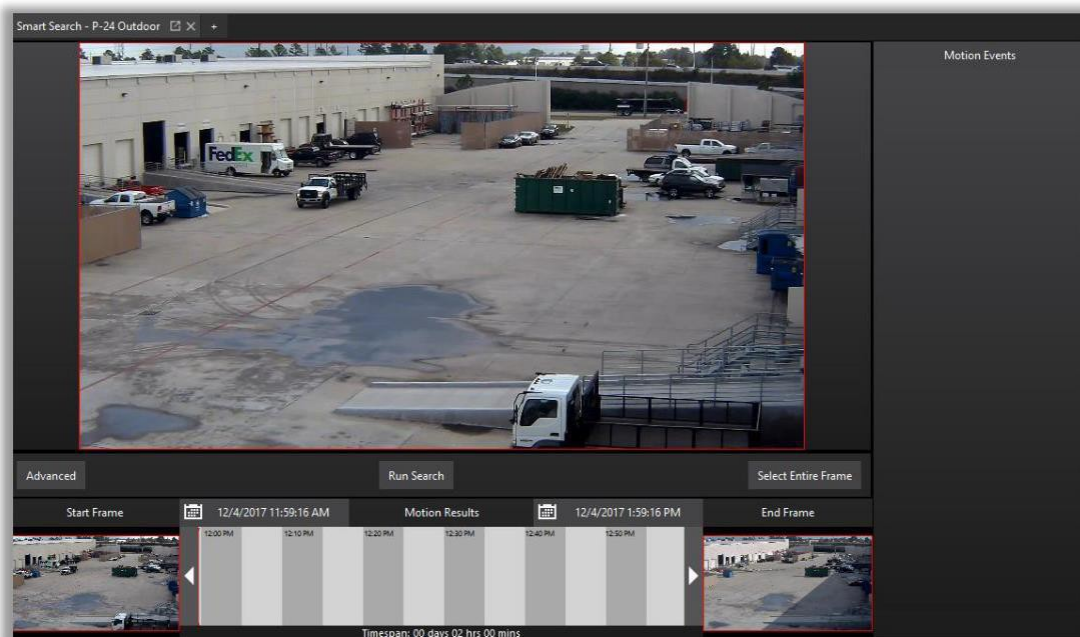 Smart Search - P-24 Outdoor
+
Motion Events
FedEx
Advanced
Run Search
Select Entire Frame
Start Frame
12/4/2017 11:59:16 AM
Motion Results
12/4/2017 1:59:16 PM
End Frame
12:00 PM
12:10 PM
12:20 PM
12:30 PM
12:40 PM
12:50 PM
Timespan: 00 days 02 hrs 00 mins